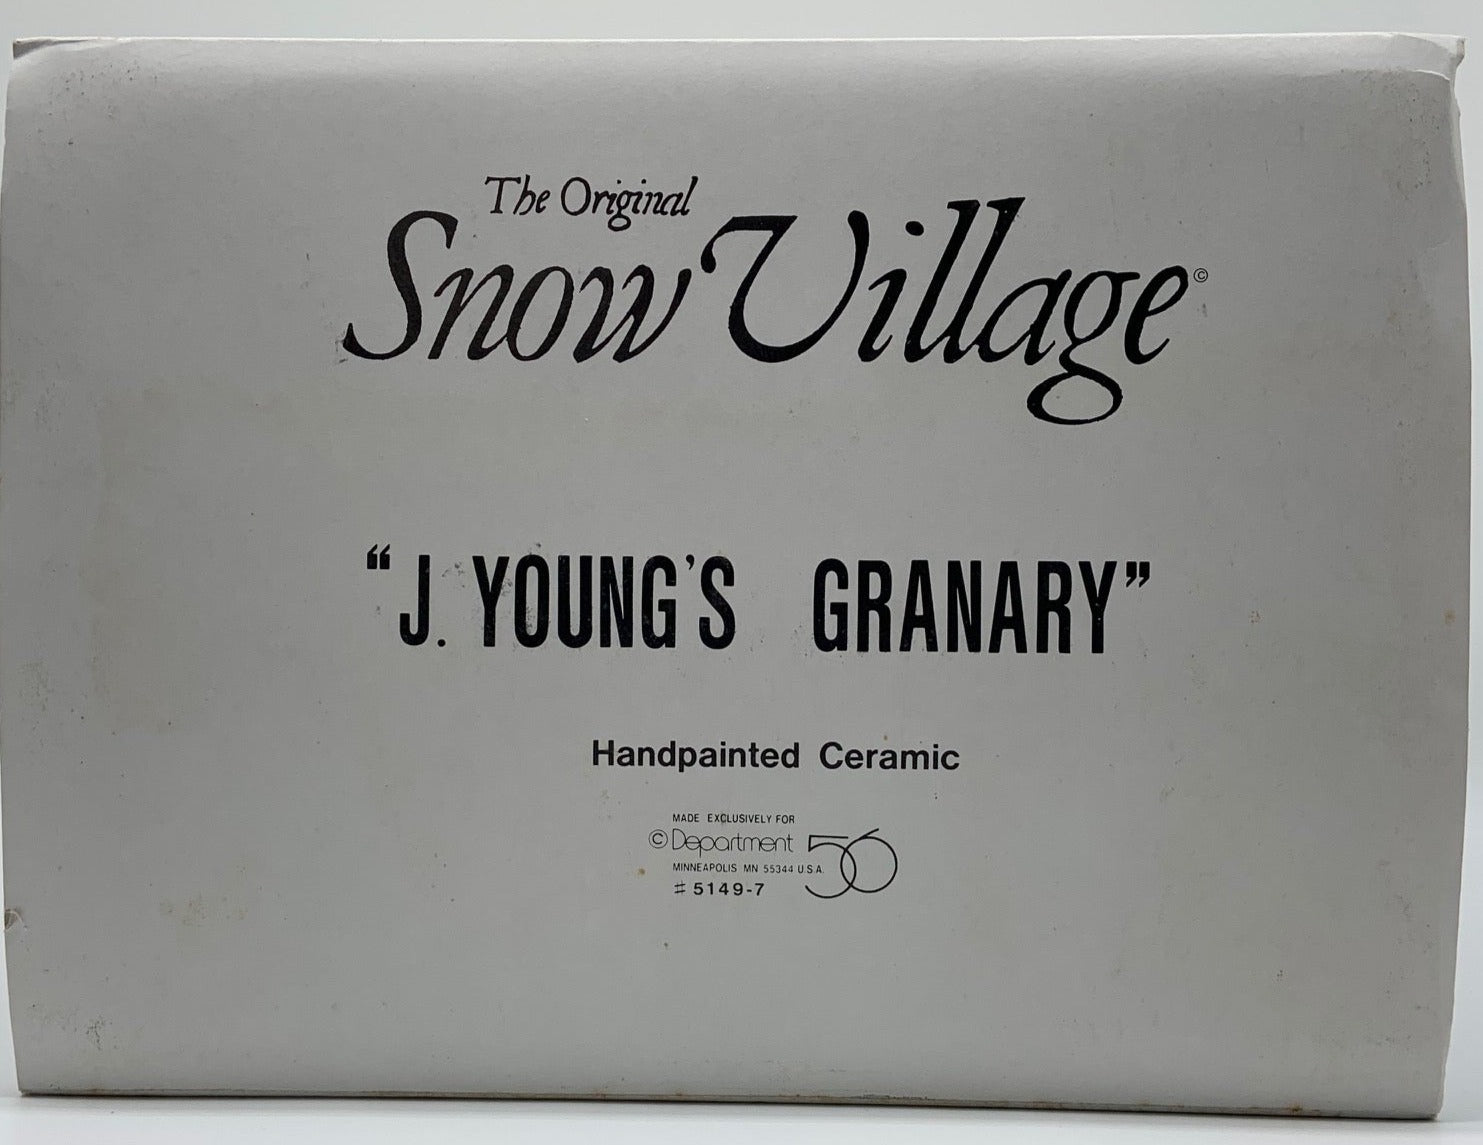 The Original
Snow Village©
“J. YOUNG'S GRANARY”
Handpainted Ceramic
MADE EXCLUSIVELY FOR
© Department 56
MINNEAPOLIS MN 55344 U.S.A.
# 5149-7